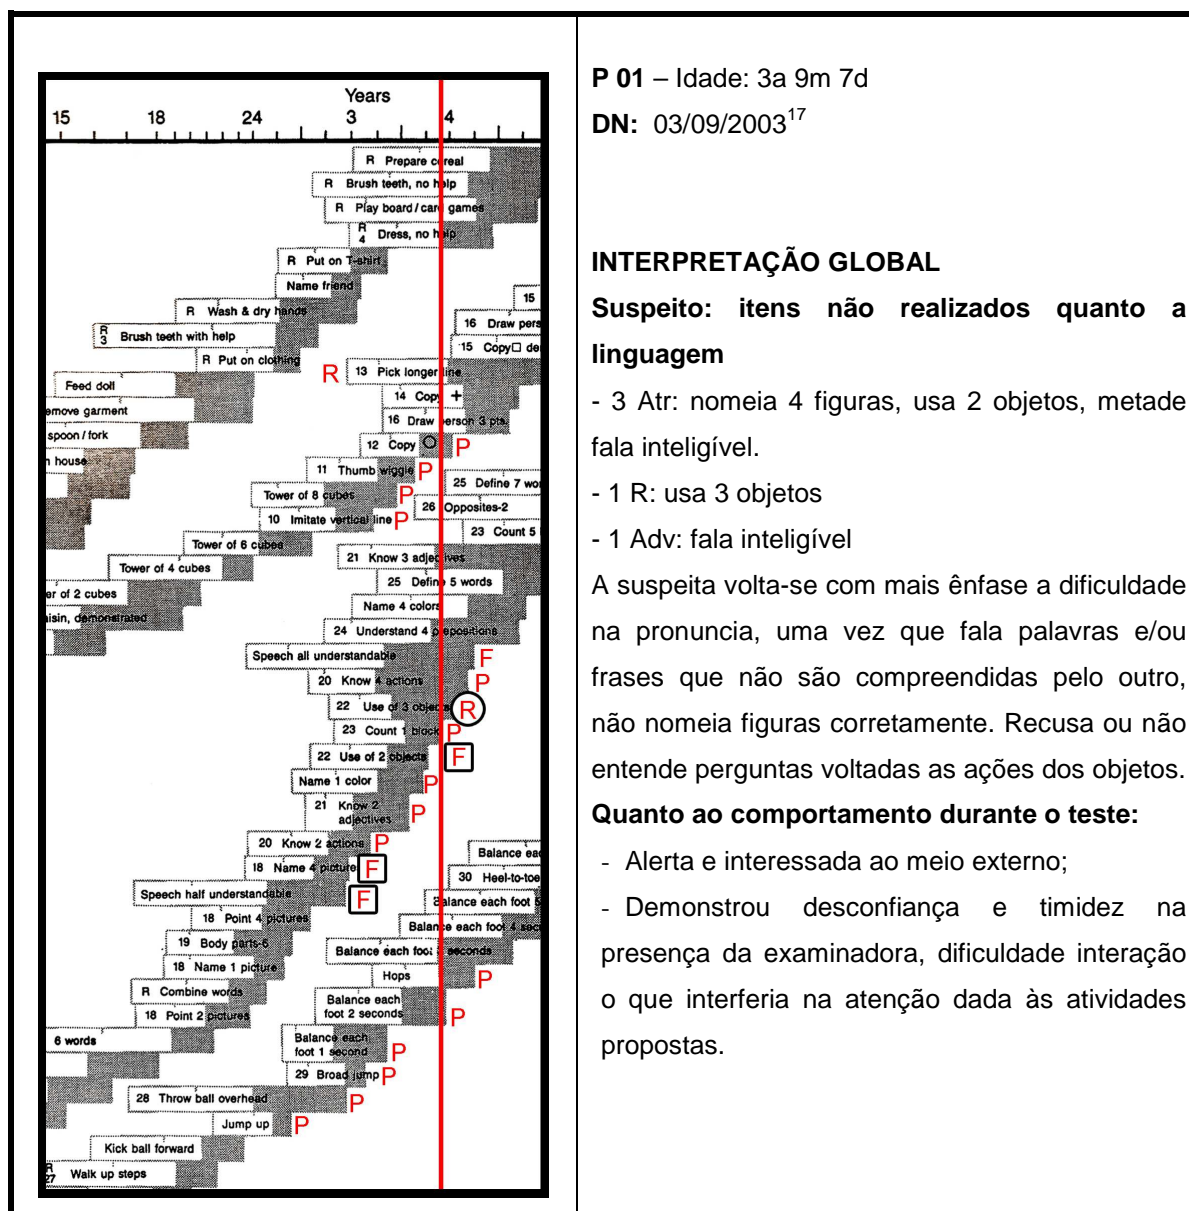 Years
15 18 24 3 4
R Prepare cereal
R Brush teeth, no help
R Play board / card games
R 4 Dress, no help
R Put on T-shirt
Name friend
15
R Wash & dry hands
16 Draw pers
R 3 Brush teeth with help
15 Copy□ de
R Put on clothing
R 13 Pick longer line
Feed doll
14 Copy +
emove garment
16 Draw person 3 pts.
spoon / fork
12 Copy ○ P
n house
11 Thumb wiggle P
25 Define 7 wor
Tower of 8 cubes P
26 Opposites-2
10 Imitate vertical line P
23 Count 5
Tower of 6 cubes
21 Know 3 adjectives
Tower of 4 cubes
25 Define 5 words
er of 2 cubes
Name 4 colors
aisin, demonstrated
24 Understand 4 prepositions
Speech all understandable F
20 Know 4 actions P
22 Use of 3 objects R
23 Count 1 block P
22 Use of 2 objects F
Name 1 color P
21 Know 2
adjectives P
20 Know 2 actions P
Balance eac
18 Name 4 pictures F
30 Heel-to-toe
Speech half understandable F
Balance each foot 5
18 Point 4 pictures
Balance each foot 4 seco
19 Body parts-6
Balance each foot 3 seconds
18 Name 1 picture
Hops P
R Combine words
Balance each
foot 2 seconds P
18 Point 2 pictures
6 words
Balance each
foot 1 second P
29 Broad jump P
28 Throw ball overhead P
Jump up P
Kick ball forward
R 27 Walk up steps
P 01 – Idade: 3a 9m 7d
DN: 03/09/2003¹⁷
INTERPRETAÇÃO GLOBAL
Suspeito: itens não realizados quanto a
linguagem
- 3 Atr: nomeia 4 figuras, usa 2 objetos, metade
fala inteligível.
- 1 R: usa 3 objetos
- 1 Adv: fala inteligível
A suspeita volta-se com mais ênfase a dificuldade
na pronuncia, uma vez que fala palavras e/ou
frases que não são compreendidas pelo outro,
não nomeia figuras corretamente. Recusa ou não
entende perguntas voltadas as ações dos objetos.
Quanto ao comportamento durante o teste:
- Alerta e interessada ao meio externo;
- Demonstrou desconfiança e timidez na
presença da examinadora, dificuldade interação
o que interferia na atenção dada às atividades
propostas.